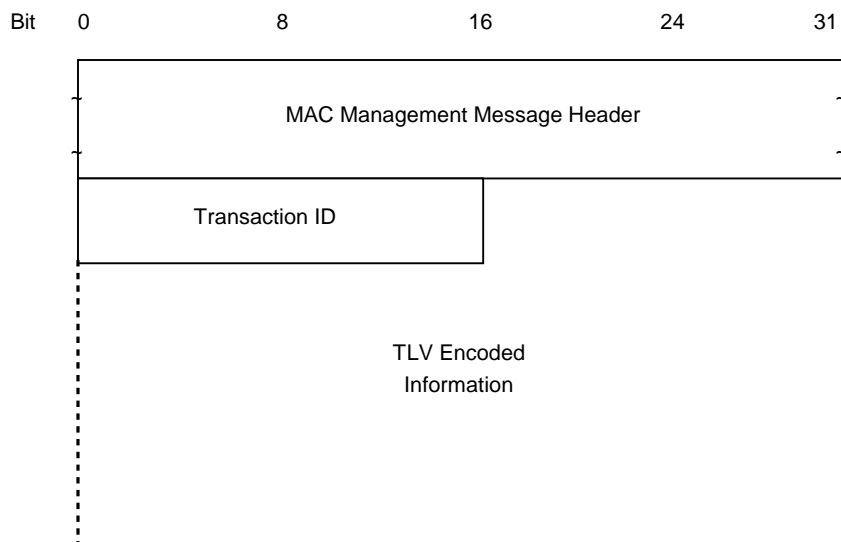 Bit 0 8 16 24 31
MAC Management Message Header
Transaction ID
TLV Encoded
Information